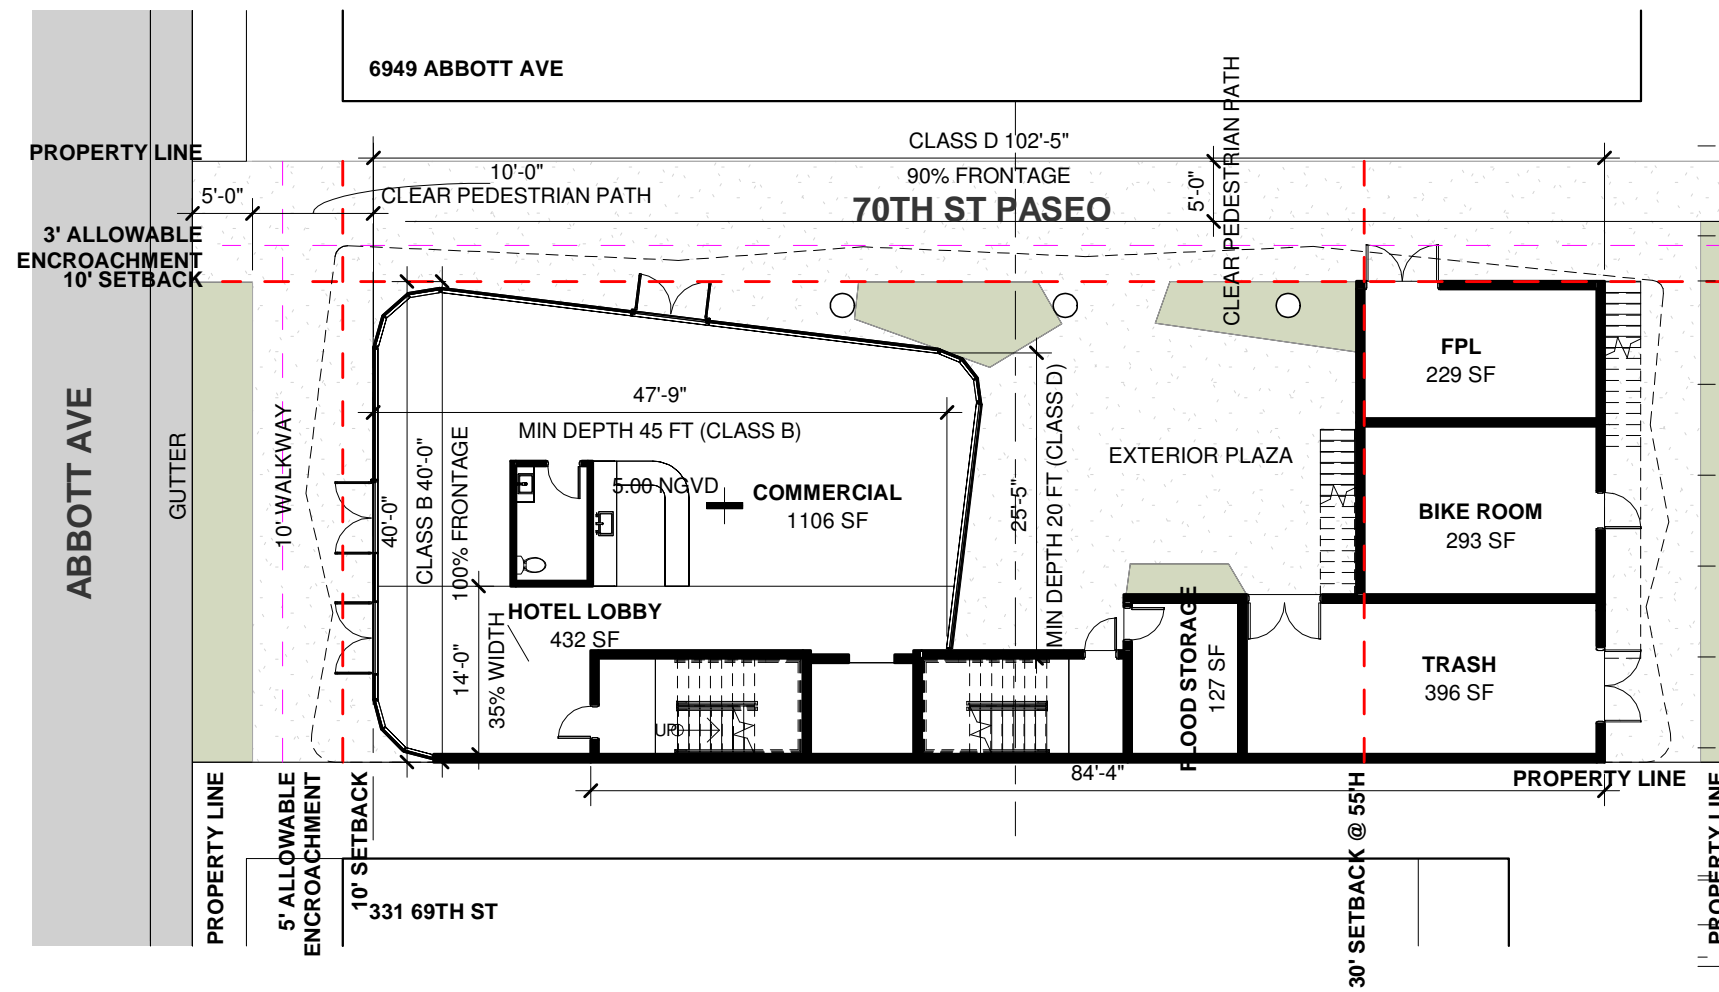 6949 ABBOTT AVE
CLASS D 102'-5"
PROPERTY LINE
10'-0"
90% FRONTAGE
CLEAR PEDESTRIAN PATH
5'-0"
CLEAR PEDESTRIAN PATH
5'-0"
70TH ST PASEO
3' ALLOWABLE
ENCROACHMENT
10' SETBACK
FPL
229 SF
47'-9"
MIN DEPTH 45 FT (CLASS B)
ABBOTT AVE
GUTTER
10' WALKWAY
40'-0"
CLASS B 40'-0"
100% FRONTAGE
5.00 NGVD
COMMERCIAL
1106 SF
25'-5"
MIN DEPTH 20 FT (CLASS D)
EXTERIOR PLAZA
BIKE ROOM
293 SF
HOTEL LOBBY
432 SF
14'-0"
35% WIDTH
UP
FLOOD STORAGE
127 SF
TRASH
396 SF
84'-4"
PROPERTY LINE
PROPERTY LINE
5' ALLOWABLE
ENCROACHMENT
10' SETBACK
331 69TH ST
30' SETBACK @ 55'H
PROPERTY LINE